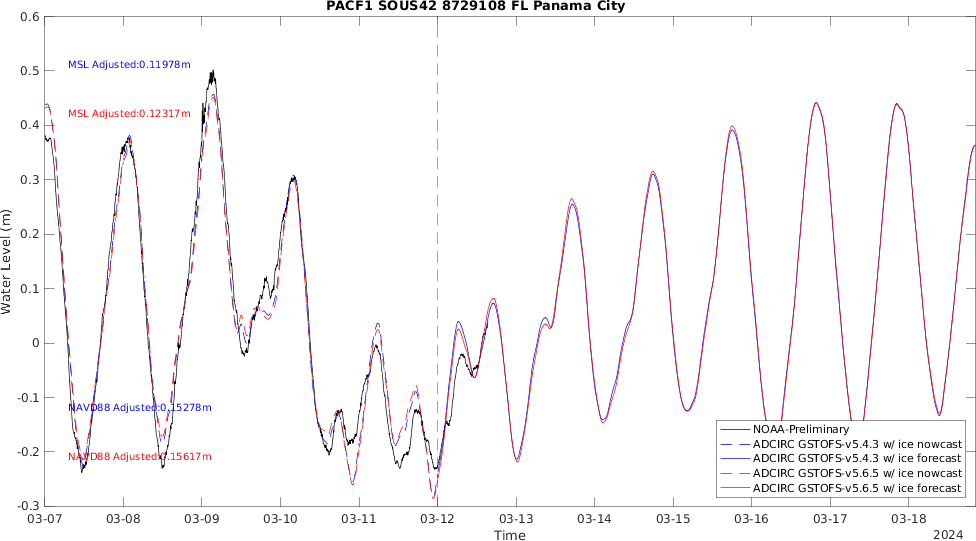 PACF1 SOUS42 8729108 FL Panama City
0.6
0.5
0.4
0.3
0.2
0.1
0
-0.1
-0.2
-0.3
Water Level (m)
MSL Adjusted:0.11978m
MSL Adjusted:0.12317m
NAVD88 Adjusted:0.15278m
NAVD88 Adjusted:0.15617m
NOAA-Preliminary
ADCIRC GSTOFS-v5.4.3 w/ ice nowcast
ADCIRC GSTOFS-v5.4.3 w/ ice forecast
ADCIRC GSTOFS-v5.6.5 w/ ice nowcast
ADCIRC GSTOFS-v5.6.5 w/ ice forecast
03-07 03-08 03-09 03-10 03-11 03-12 03-13 03-14 03-15 03-16 03-17 03-18
Time
2024